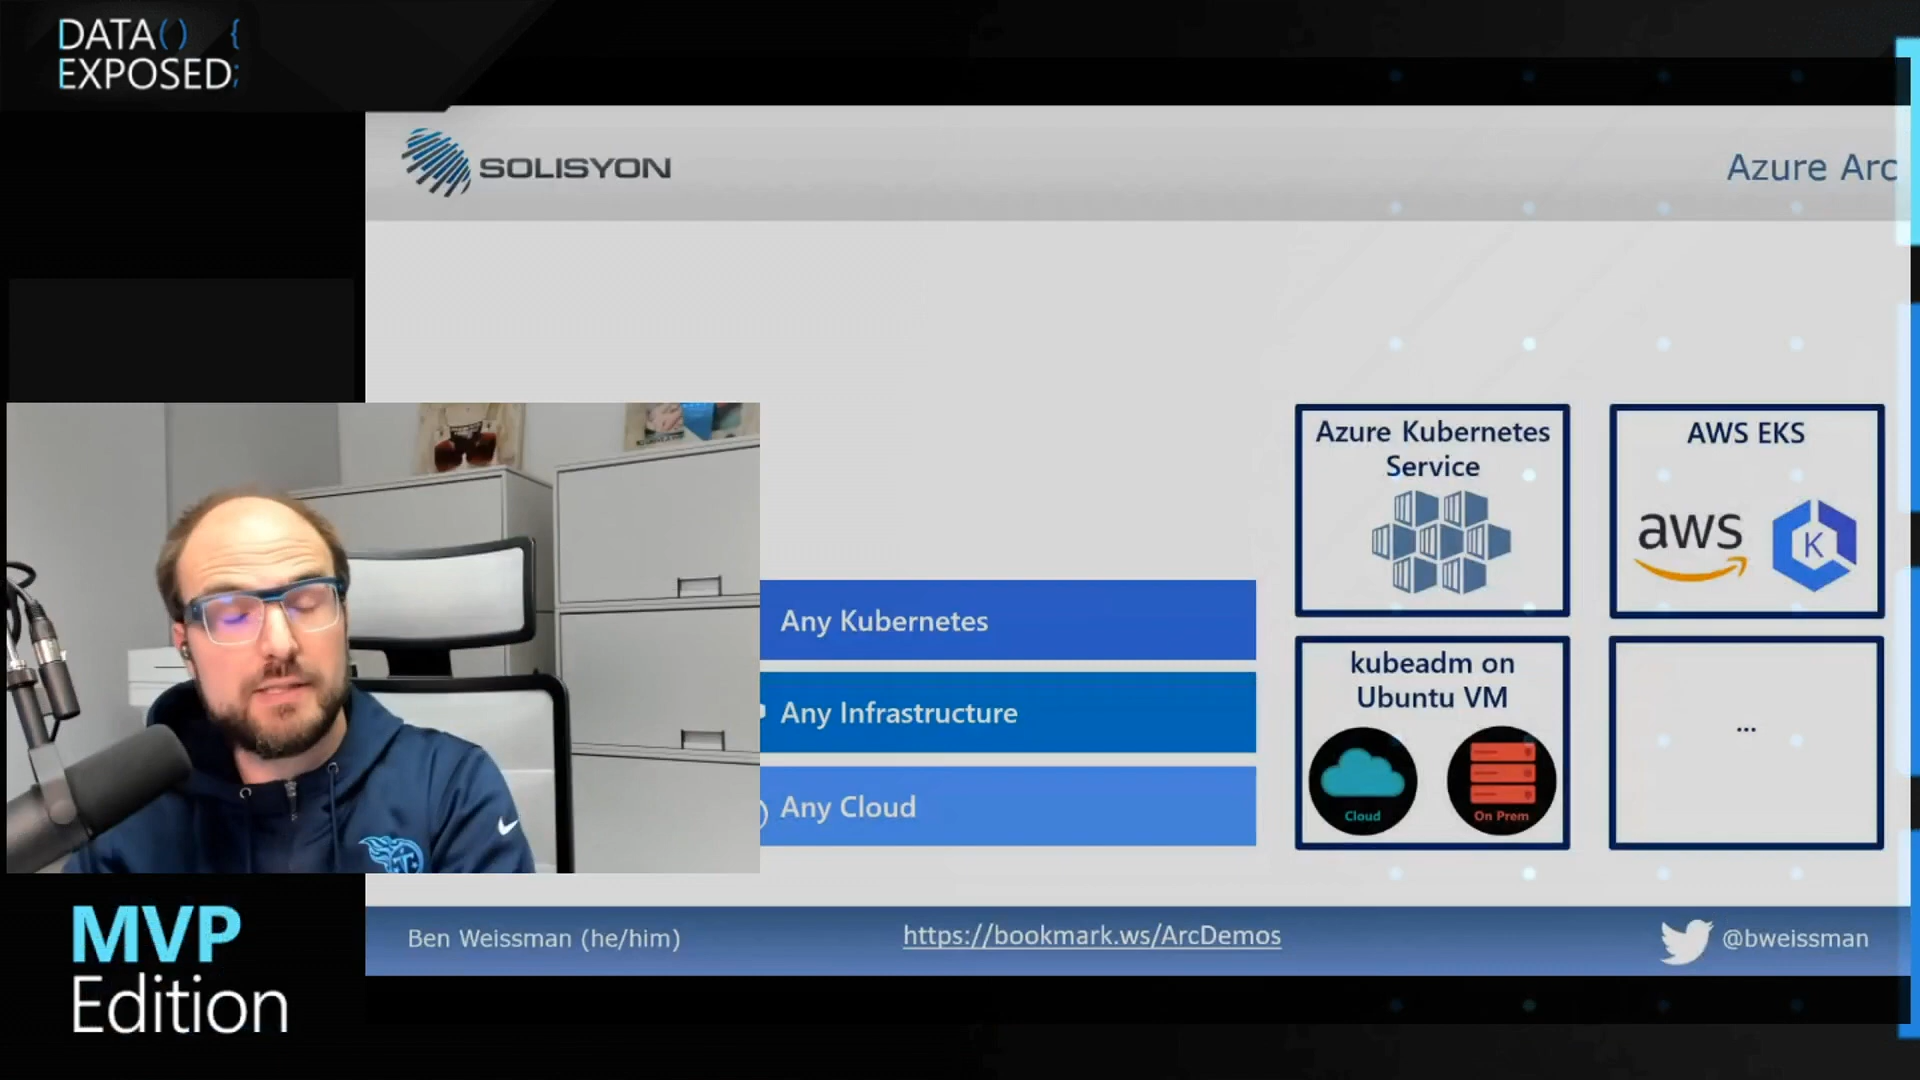 DATA() {
EXPOSED;
SOLISYON
Azure Arc
Azure Kubernetes
Service
AWS EKS
aws
K
Any Kubernetes
Any Infrastructure
Any Cloud
kubeadm on
Ubuntu VM
Cloud
On Prem
...
MVP
Edition
Ben Weissman (he/him)
https://bookmark.ws/ArcDemos
@bweissman